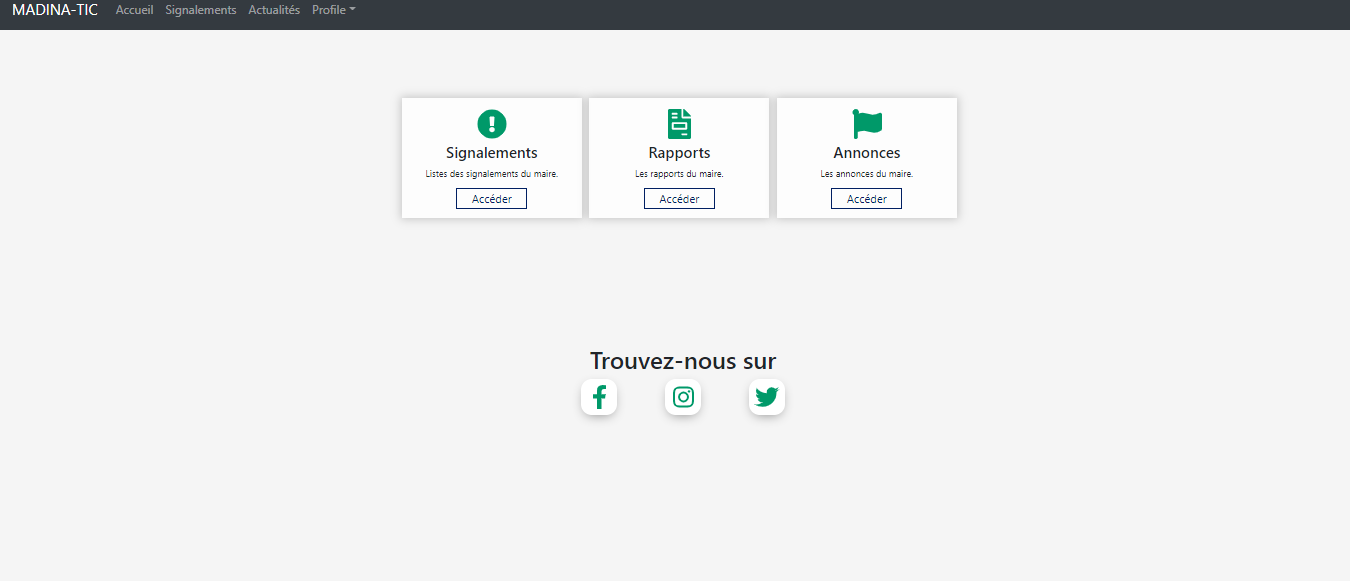 MADINA-TIC Accueil Signalements Actualités Profile
Signalements
Listes des signalements du maire.
Accéder
Rapports
Les rapports du maire.
Accéder
Annonces
Les annonces du maire.
Accéder
Trouvez-nous sur